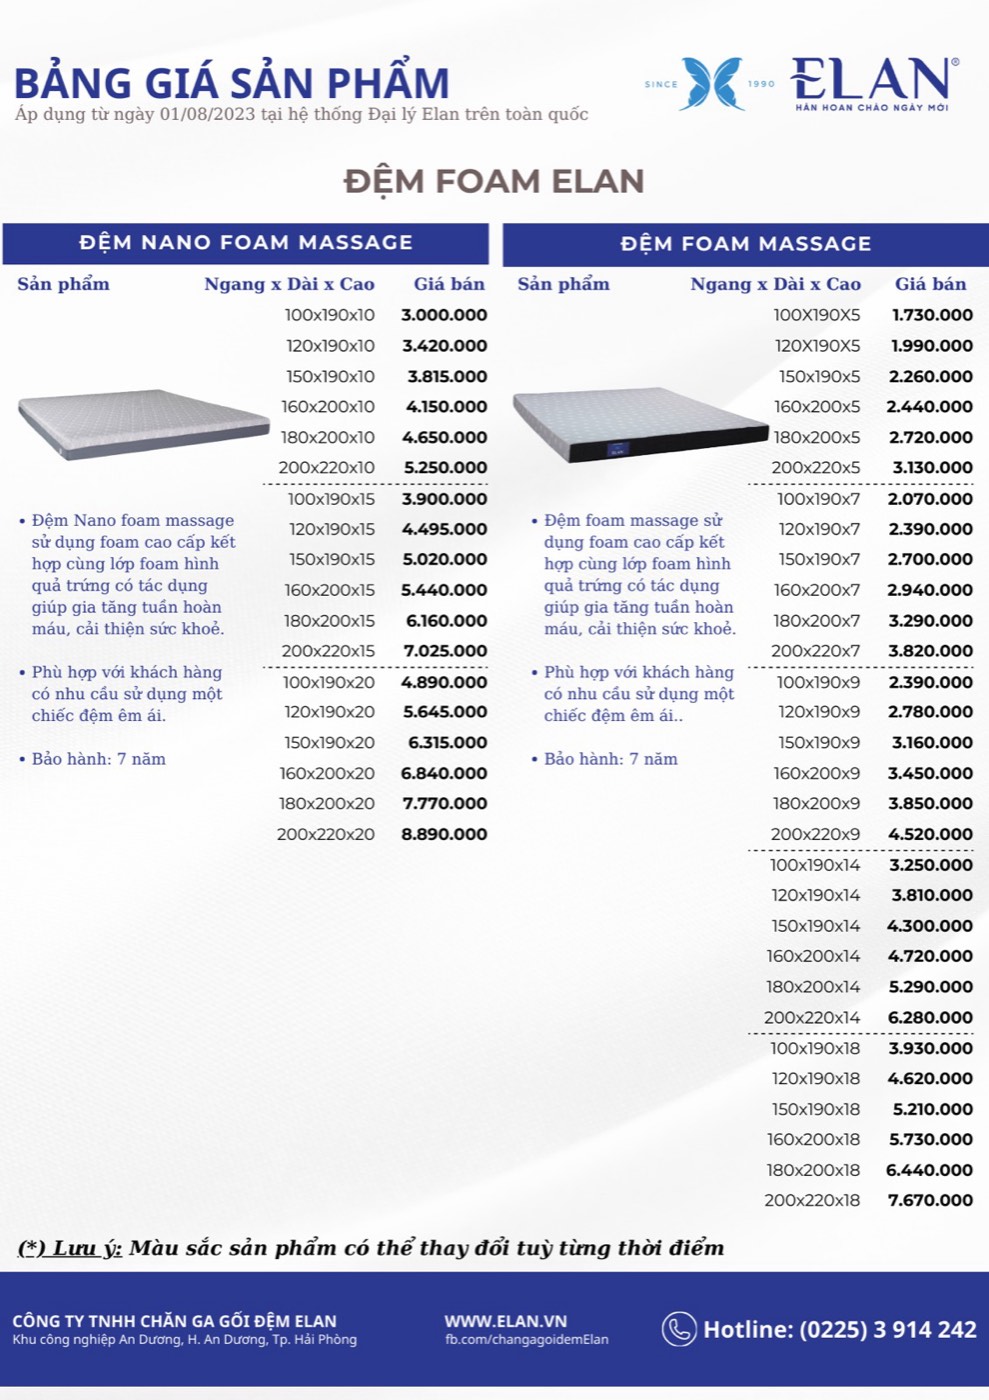 BẢNG GIÁ SẢN PHẨM
Áp dụng từ ngày 01/08/2023 tại hệ thống Đại lý Elan trên toàn quốc
SINCE 1990
ELAN®
HÂN HOAN CHÀO NGÀY MỚI
ĐỆM FOAM ELAN
ĐỆM NANO FOAM MASSAGE
Sản phẩm Ngang x Dài x Cao Giá bán
100x190x10 3.000.000
120x190x10 3.420.000
150x190x10 3.815.000
160x200x10 4.150.000
180x200x10 4.650.000
200x220x10 5.250.000
100x190x15 3.900.000
120x190x15 4.495.000
150x190x15 5.020.000
160x200x15 5.440.000
180x200x15 6.160.000
200x220x15 7.025.000
100x190x20 4.890.000
120x190x20 5.645.000
150x190x20 6.315.000
160x200x20 6.840.000
180x200x20 7.770.000
200x220x20 8.890.000
• Đệm Nano foam massage
sử dụng foam cao cấp kết
hợp cùng lớp foam hình
quả trứng có tác dụng
giúp gia tăng tuần hoàn
máu, cải thiện sức khoẻ.
• Phù hợp với khách hàng
có nhu cầu sử dụng một
chiếc đệm êm ái.
• Bảo hành: 7 năm
ĐỆM FOAM MASSAGE
Sản phẩm Ngang x Dài x Cao Giá bán
100X190X5 1.730.000
120X190X5 1.990.000
150x190x5 2.260.000
160x200x5 2.440.000
180x200x5 2.720.000
200x220x5 3.130.000
100x190x7 2.070.000
120x190x7 2.390.000
150x190x7 2.700.000
160x200x7 2.940.000
180x200x7 3.290.000
200x220x7 3.820.000
100x190x9 2.390.000
120x190x9 2.780.000
150x190x9 3.160.000
160x200x9 3.450.000
180x200x9 3.850.000
200x220x9 4.520.000
100x190x14 3.250.000
120x190x14 3.810.000
150x190x14 4.300.000
160x200x14 4.720.000
180x200x14 5.290.000
200x220x14 6.280.000
100x190x18 3.930.000
120x190x18 4.620.000
150x190x18 5.210.000
160x200x18 5.730.000
180x200x18 6.440.000
200x220x18 7.670.000
ELAN
• Đệm foam massage sử
dụng foam cao cấp kết
hợp cùng lớp foam hình
quả trứng có tác dụng
giúp gia tăng tuần hoàn
máu, cải thiện sức khoẻ.
• Phù hợp với khách hàng
có nhu cầu sử dụng một
chiếc đệm êm ái..
• Bảo hành: 7 năm
(*) Lưu ý: Màu sắc sản phẩm có thể thay đổi tuỳ từng thời điểm
CÔNG TY TNHH CHĂN GA GỐI ĐỆM ELAN
Khu công nghiệp An Dương, H. An Dương, Tp. Hải Phòng
WWW.ELAN.VN
fb.com/changagoidemElan
Hotline: (0225) 3 914 242